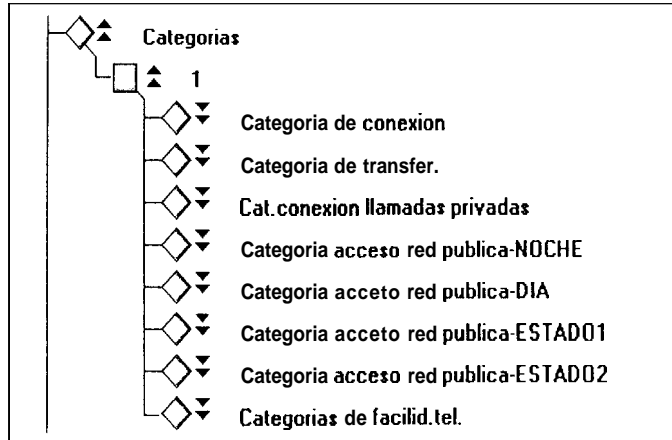 Categorias
1
Categoria de conexion
Categoria de transfer.
Cat.conexion llamadas privadas
Categoria acceso red publica-NOCHE
Categoria acceto red publica-DIA
Categoria acceto red publica-ESTADO1
Categoria acceso red publica-ESTADO2
Categorias de facilid.tel.